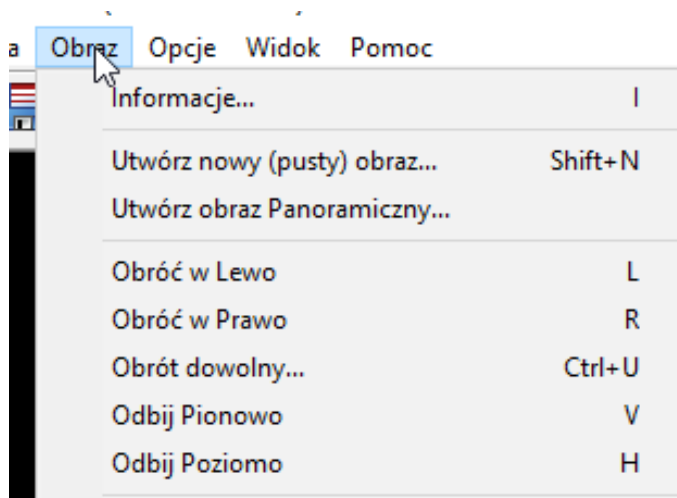 a Obraz Opcje Widok Pomoc
Informacje... I
Utwórz nowy (pusty) obraz... Shift+N
Utwórz obraz Panoramiczny...
Obróć w Lewo L
Obróć w Prawo R
Obrót dowolny... Ctrl+U
Odbij Pionowo V
Odbij Poziomo H